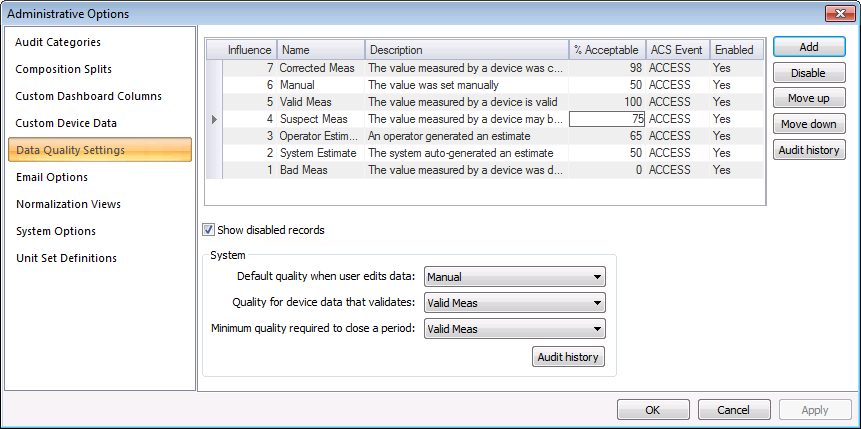 Administrative Options
Audit Categories
Composition Splits
Custom Dashboard Columns
Custom Device Data
Data Quality Settings
Email Options
Normalization Views
System Options
Unit Set Definitions
Influence Name Description % Acceptable ACS Event Enabled
7 Corrected Meas The value measured by a device was c... 98 ACCESS Yes
6 Manual The value was set manually 50 ACCESS Yes
5 Valid Meas The value measured by a device is valid 100 ACCESS Yes
4 Suspect Meas The value measured by a device may b... 75 ACCESS Yes
3 Operator Estim... An operator generated an estimate 65 ACCESS Yes
2 System Estimate The system auto-generated an estimate 50 ACCESS Yes
1 Bad Meas The value measured by a device was d... 0 ACCESS Yes
Add
Disable
Move up
Move down
Audit history
Show disabled records
System
Default quality when user edits data: Manual
Quality for device data that validates: Valid Meas
Minimum quality required to close a period: Valid Meas
Audit history
OK Cancel Apply